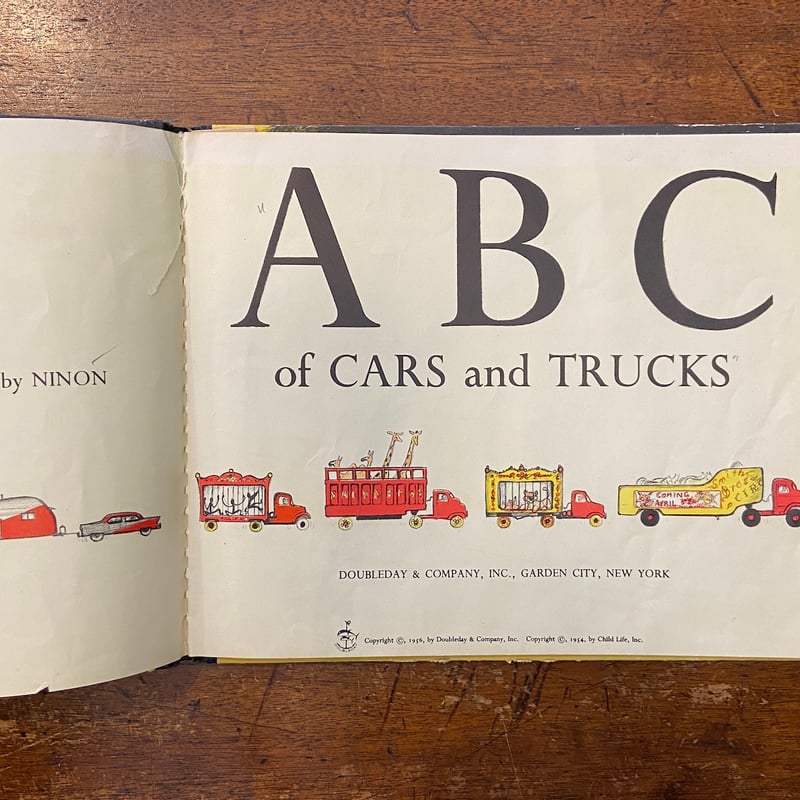 by NINON
A B C
of CARS and TRUCKS
COMING
APRIL
DOUBLEDAY & COMPANY, INC., GARDEN CITY, NEW YORK
Copyright ©, 1956, by Doubleday & Company, Inc. Copyright ©, 1954, by Child Life, Inc.